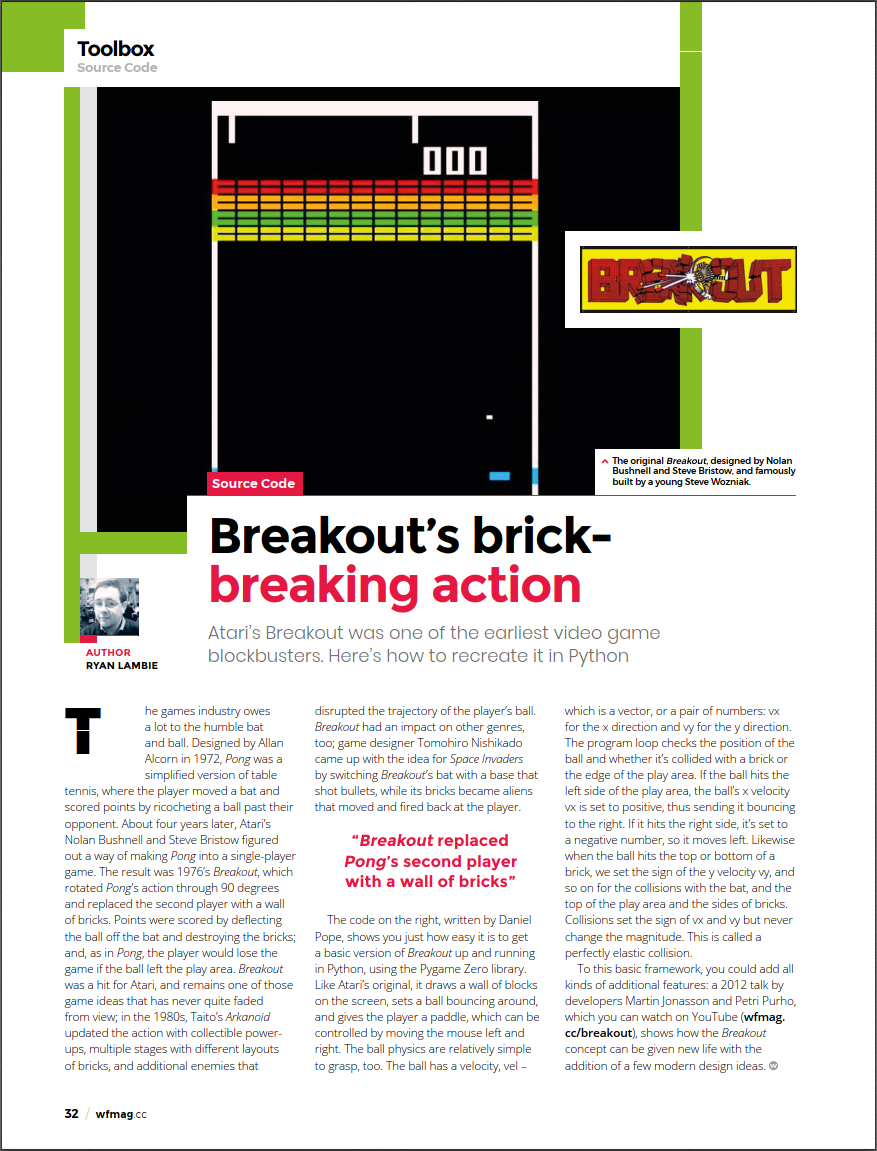 Toolbox
Source Code
000
BREAKOUT
The original Breakout, designed by Nolan
Bushnell and Steve Bristow, and famously
built by a young Steve Wozniak.
Source Code
Breakout’s brick-
breaking action
Atari’s Breakout was one of the earliest video game
blockbusters. Here’s how to recreate it in Python
AUTHOR
RYAN LAMBIE
The games industry owes
a lot to the humble bat
and ball. Designed by Allan
Alcorn in 1972, Pong was a
simplified version of table
tennis, where the player moved a bat and
scored points by ricocheting a ball past their
opponent. About four years later, Atari’s
Nolan Bushnell and Steve Bristow figured
out a way of making Pong into a single-player
game. The result was 1976’s Breakout, which
rotated Pong’s action through 90 degrees
and replaced the second player with a wall
of bricks. Points were scored by deflecting
the ball off the bat and destroying the bricks;
and, as in Pong, the player would lose the
game if the ball left the play area. Breakout
was a hit for Atari, and remains one of those
game ideas that has never quite faded
from view; in the 1980s, Taito’s Arkanoid
updated the action with collectible power-
ups, multiple stages with different layouts
of bricks, and additional enemies that
disrupted the trajectory of the player’s ball.
Breakout had an impact on other genres,
too; game designer Tomohiro Nishikado
came up with the idea for Space Invaders
by switching Breakout’s bat with a base that
shot bullets, while its bricks became aliens
that moved and fired back at the player.
“Breakout replaced
Pong’s second player
with a wall of bricks”
The code on the right, written by Daniel
Pope, shows you just how easy it is to get
a basic version of Breakout up and running
in Python, using the Pygame Zero library.
Like Atari’s original, it draws a wall of blocks
on the screen, sets a ball bouncing around,
and gives the player a paddle, which can be
controlled by moving the mouse left and
right. The ball physics are relatively simple
to grasp, too. The ball has a velocity, vel –
which is a vector, or a pair of numbers: vx
for the x direction and vy for the y direction.
The program loop checks the position of the
ball and whether it’s collided with a brick or
the edge of the play area. If the ball hits the
left side of the play area, the ball’s x velocity
vx is set to positive, thus sending it bouncing
to the right. If it hits the right side, it’s set to
a negative number, so it moves left. Likewise
when the ball hits the top or bottom of a
brick, we set the sign of the y velocity vy, and
so on for the collisions with the bat, and the
top of the play area and the sides of bricks.
Collisions set the sign of vx and vy but never
change the magnitude. This is called a
perfectly elastic collision.
To this basic framework, you could add all
kinds of additional features: a 2012 talk by
developers Martin Jonasson and Petri Purho,
which you can watch on YouTube (wfmag.
cc/breakout), shows how the Breakout
concept can be given new life with the
addition of a few modern design ideas.
32 / wfmag.cc